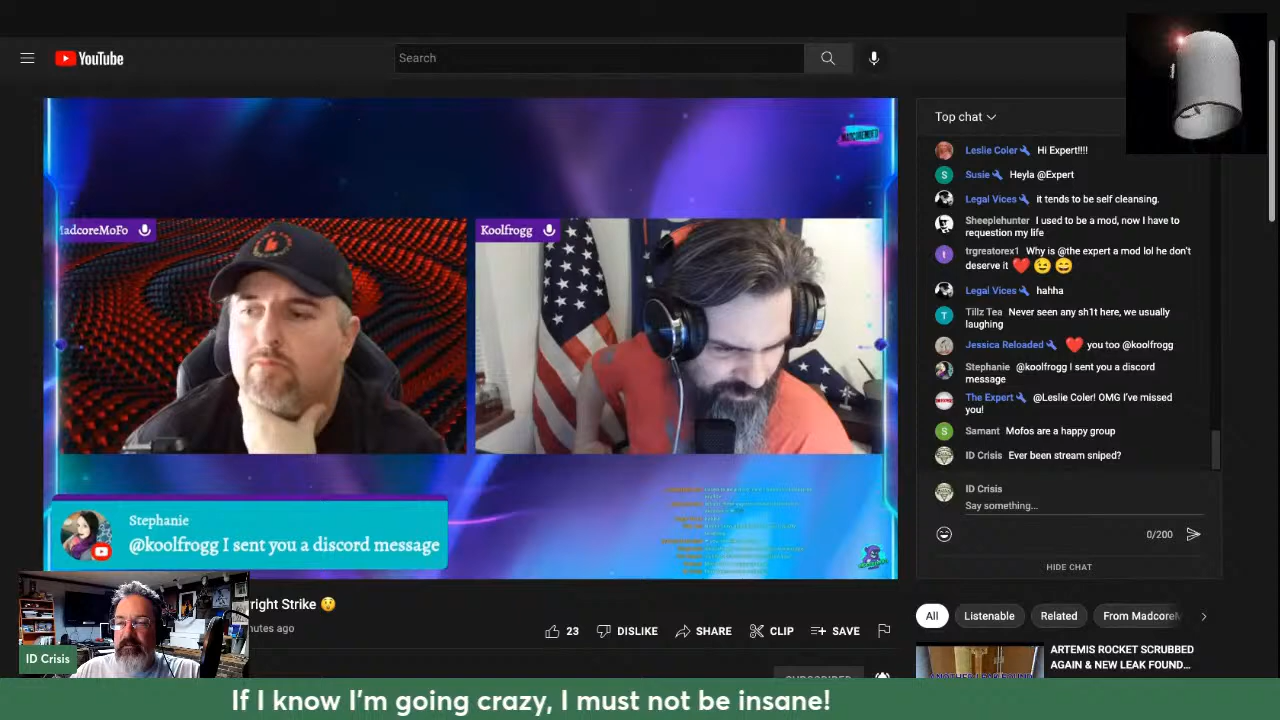 YouTube
Search
Top chat
MADCOREMOFO
Leslie Coler Hi Expert!!!!
Susie Heyla @Expert
Legal Vices it tends to be self cleansing.
Sheeplehunter I used to be a mod, now I have to
requestion my life
trgreatorex1 Why is @the expert a mod lol he don't
deserve it ❤️😉😄
Legal Vices hahha
Tillz Tea Never seen any sh1t here, we usually
laughing
Jessica Reloaded ❤️ you too @koolfrogg
Stephanie @koolfrogg I sent you a discord
message
The Expert @Leslie Coler! OMG I've missed
you!
Samant Mofos are a happy group
ID Crisis Ever been stream sniped?
ID Crisis
Say something...
0/200
HIDE CHAT
MadcoreMoFo
Koolfrogg
Stephanie
@koolfrogg I sent you a discord message
right Strike 😲
nutes ago
23 DISLIKE SHARE CLIP SAVE
All Listenable Related From Madcore
ARTEMIS ROCKET SCRUBBED
AGAIN & NEW LEAK FOUND...
SUBSCRIBED
ID Crisis
If I know I'm going crazy, I must not be insane!